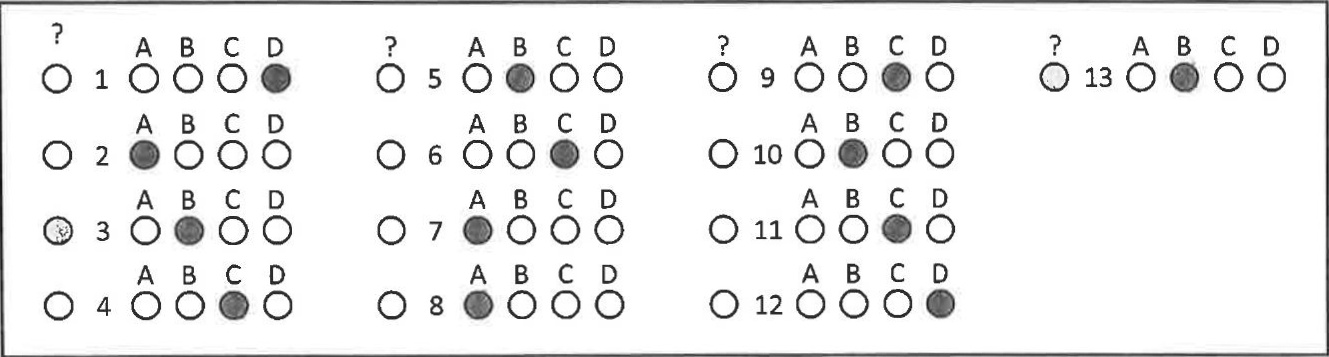 ? A B C D ? A B C D ? A B C D ? A B C D
1 5 9 13
A B C D A B C D A B C D
2 6 10
A B C D A B C D A B C D
3 7 11
A B C D A B C D A B C D
4 8 12